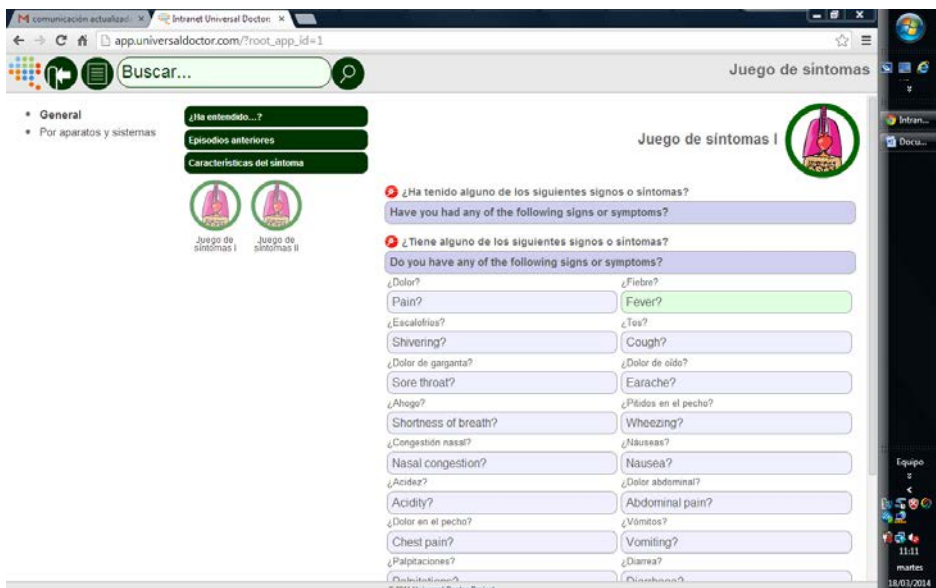 comunicación actualizad
Intranet Universal Doctor:
app.universaldoctor.com/?root_app_id=1
Buscar...
Juego de síntomas
General
Por aparatos y sistemas
¿Ha entendido...?
Episodios anteriores
Características del síntoma
Juego de síntomas I
Juego de síntomas II
Juego de síntomas I
¿Ha tenido alguno de los siguientes signos o síntomas?
Have you had any of the following signs or symptoms?
¿Tiene alguno de los siguientes signos o síntomas?
Do you have any of the following signs or symptoms?
¿Dolor? ¿Fiebre?
Pain? Fever?
¿Escalofríos? ¿Tos?
Shivering? Cough?
¿Dolor de garganta? ¿Dolor de oído?
Sore throat? Earache?
¿Ahogo? ¿Pitidos en el pecho?
Shortness of breath? Wheezing?
¿Congestión nasal? ¿Náuseas?
Nasal congestion? Nausea?
¿Acidez? ¿Dolor abdominal?
Acidity? Abdominal pain?
¿Dolor en el pecho? ¿Vómitos?
Chest pain? Vomiting?
¿Palpitaciones? ¿Diarrea?
Palpitations? Diarrhoea?
Intran...
Docu...
Equipo
11:11
martes
18/03/2014